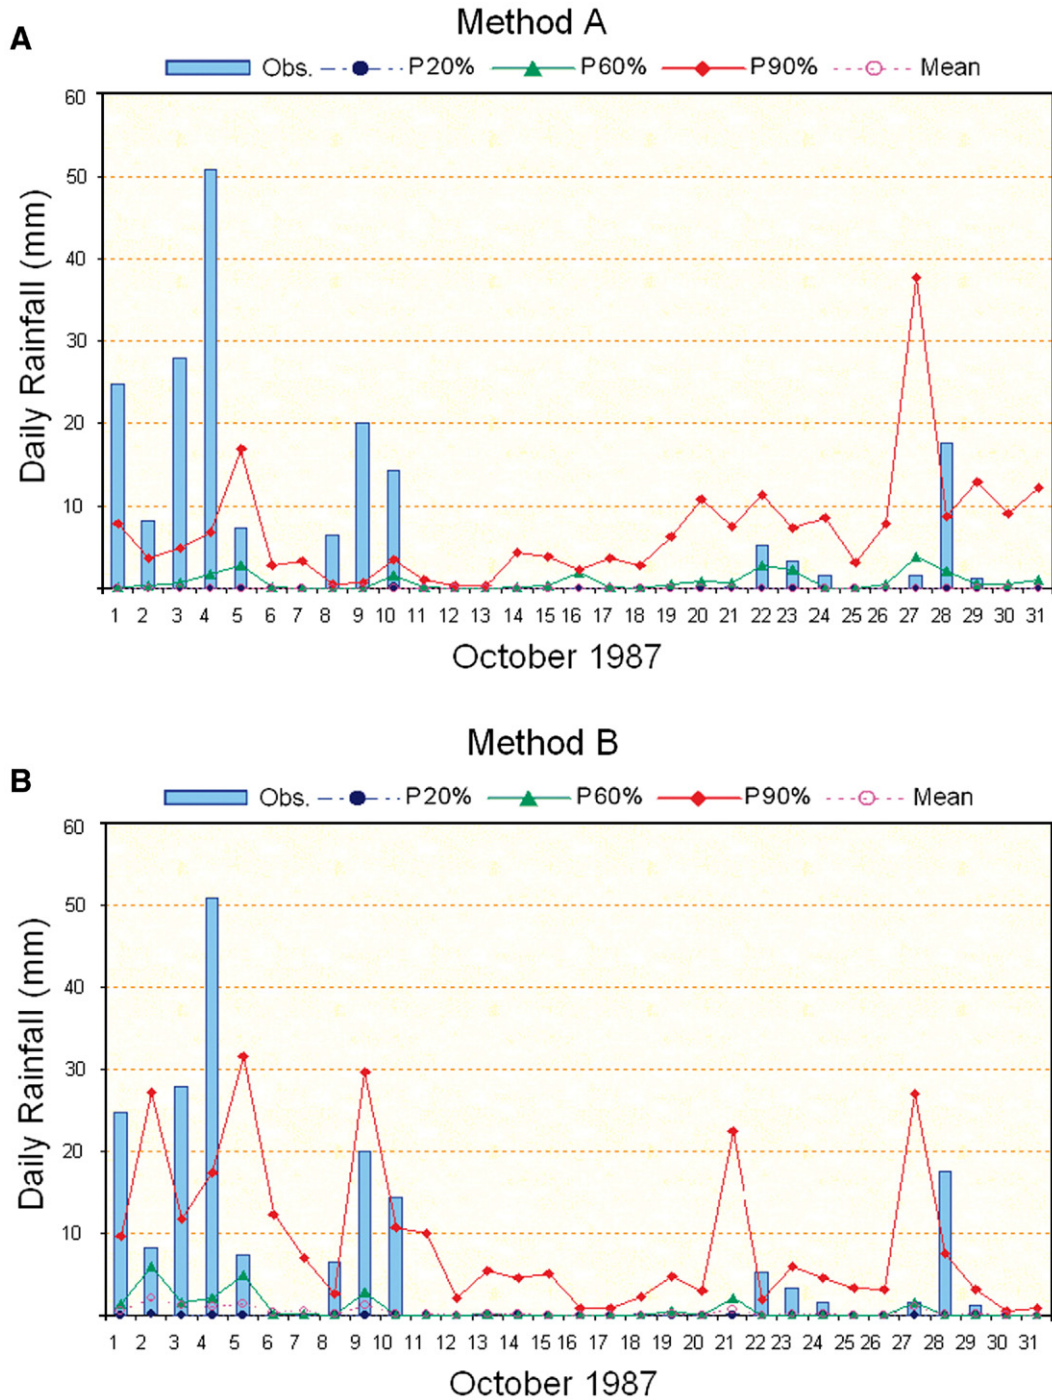 Method A
A
Obs. P20% P60% P90% Mean
60
50
40
30
20
10
Daily Rainfall (mm)
1 2 3 4 5 6 7 8 9 10 11 12 13 14 15 16 17 18 19 20 21 22 23 24 25 26 27 28 29 30 31
October 1987
Method B
B
Obs. P20% P60% P90% Mean
60
50
40
30
20
10
Daily Rainfall (mm)
1 2 3 4 5 6 7 8 9 10 11 12 13 14 15 16 17 18 19 20 21 22 23 24 25 26 27 28 29 30 31
October 1987